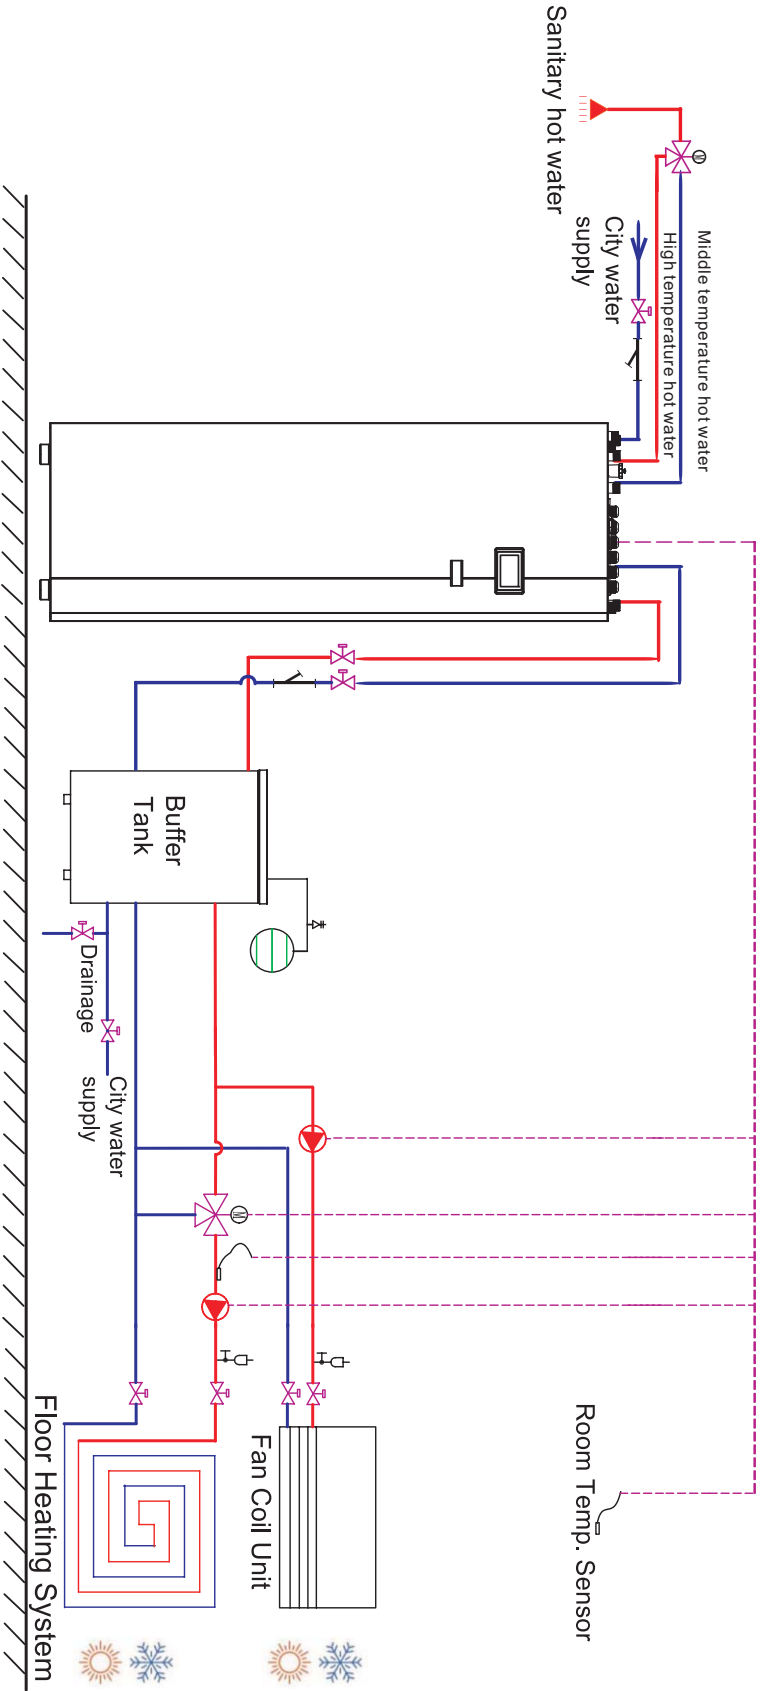 Sanitary hot water
City water
supply
Middle temperature hot water
High temperature hot water
M
Buffer
Tank
Drainage
City water
supply
M
Room Temp. Sensor
Fan Coil Unit
Floor Heating System